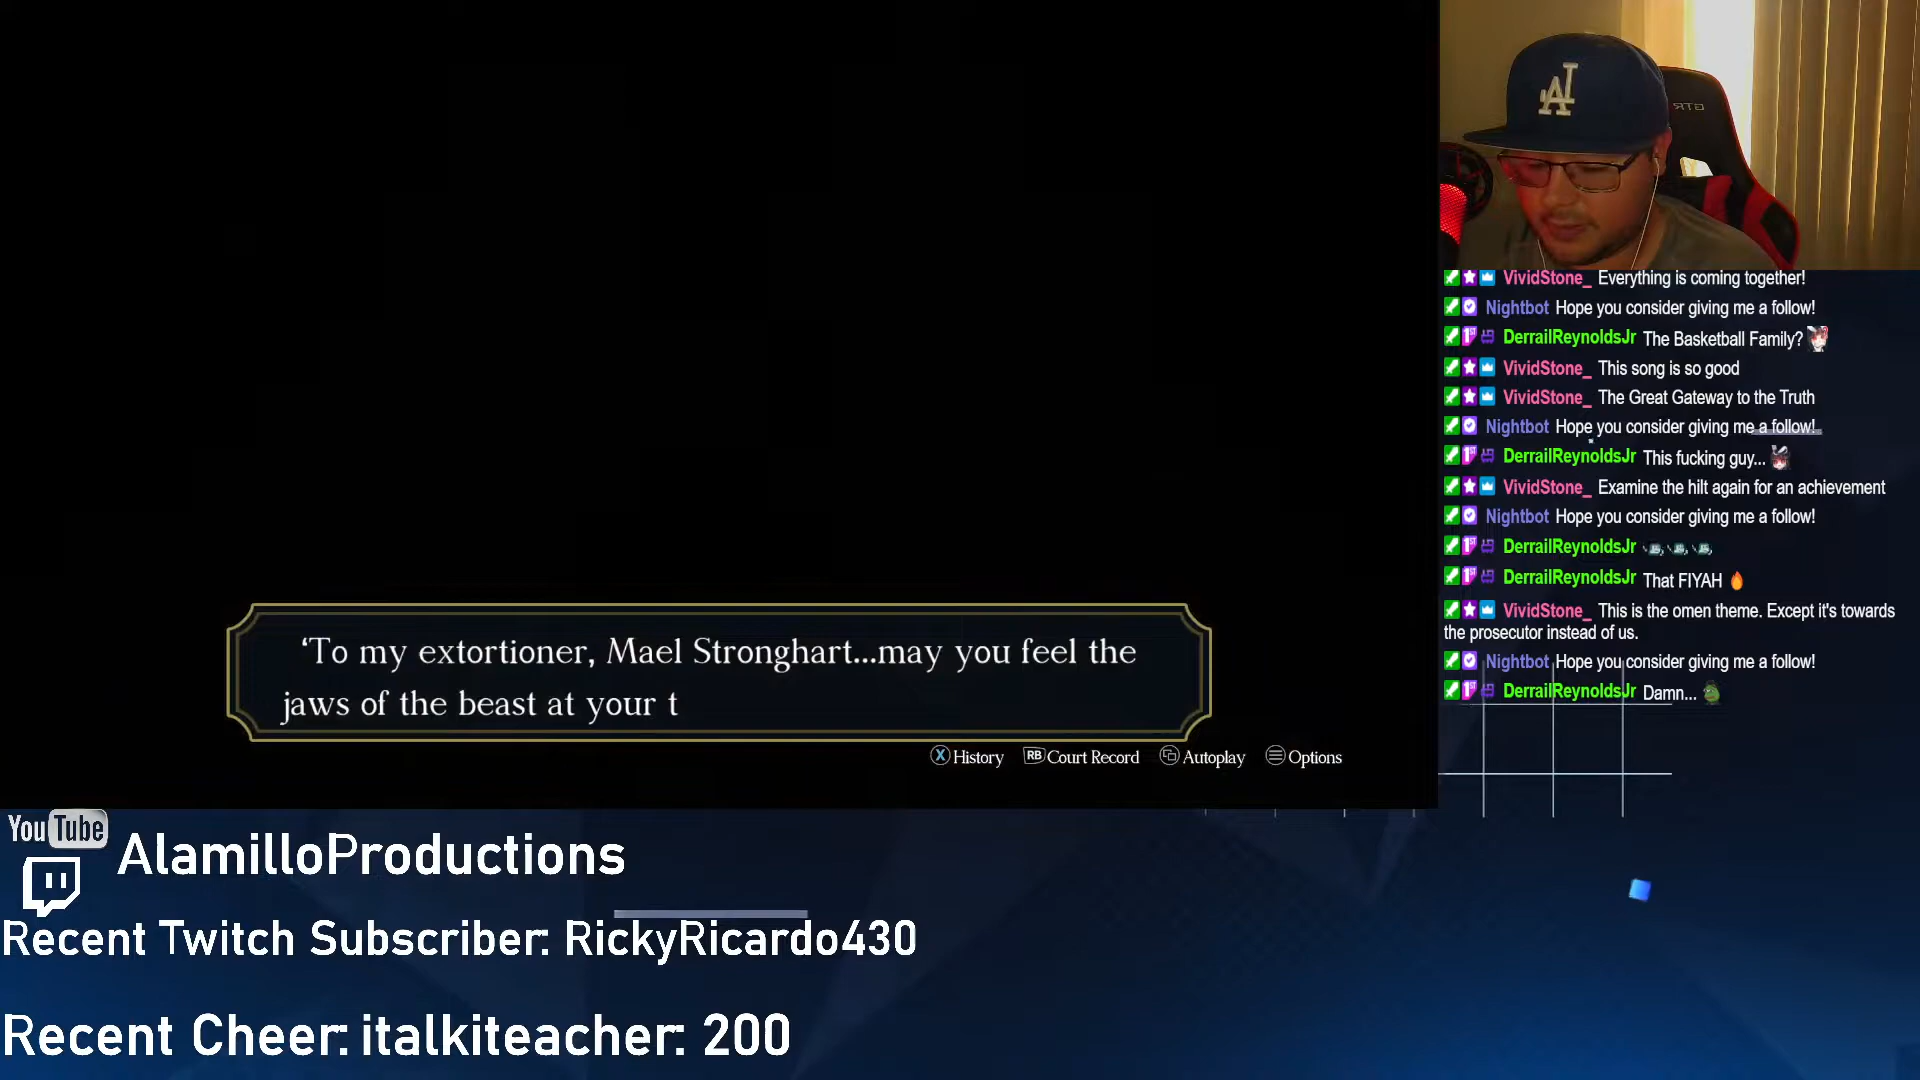 ‘To my extortioner, Mael Stronghart...may you feel the
jaws of the beast at your t
X History RB Court Record Autoplay Options
VividStone_ Everything is coming together!
Nightbot Hope you consider giving me a follow!
DerrailReynoldsJr The Basketball Family?
VividStone_ This song is so good
VividStone_ The Great Gateway to the Truth
Nightbot Hope you consider giving me a follow!
DerrailReynoldsJr This fucking guy...
VividStone_ Examine the hilt again for an achievement
Nightbot Hope you consider giving me a follow!
DerrailReynoldsJr
DerrailReynoldsJr That FIYAH
VividStone_ This is the omen theme. Except it's towards
the prosecutor instead of us.
Nightbot Hope you consider giving me a follow!
DerrailReynoldsJr Damn...
YouTube
AlamilloProductions
Recent Twitch Subscriber: RickyRicardo430
Recent Cheer: italkiteacher: 200